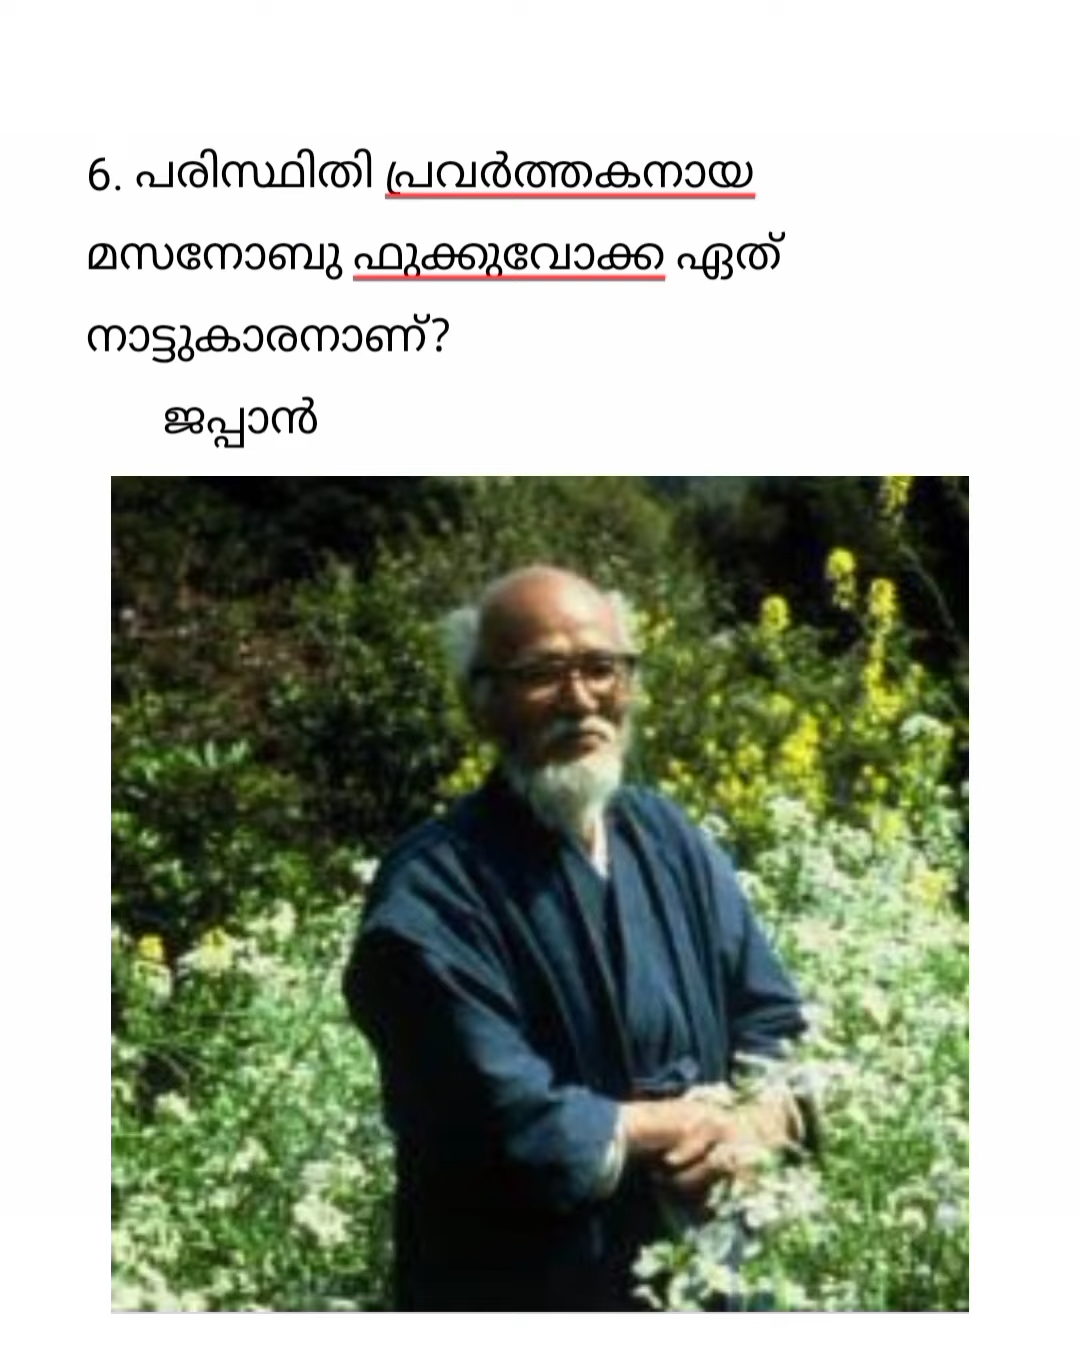 6. പരിസ്ഥിതി പ്രവർത്തകനായ
മസനോബു ഫുക്കുവോക്ക ഏത്
നാട്ടുകാരനാണ്?
ജപ്പാൻ